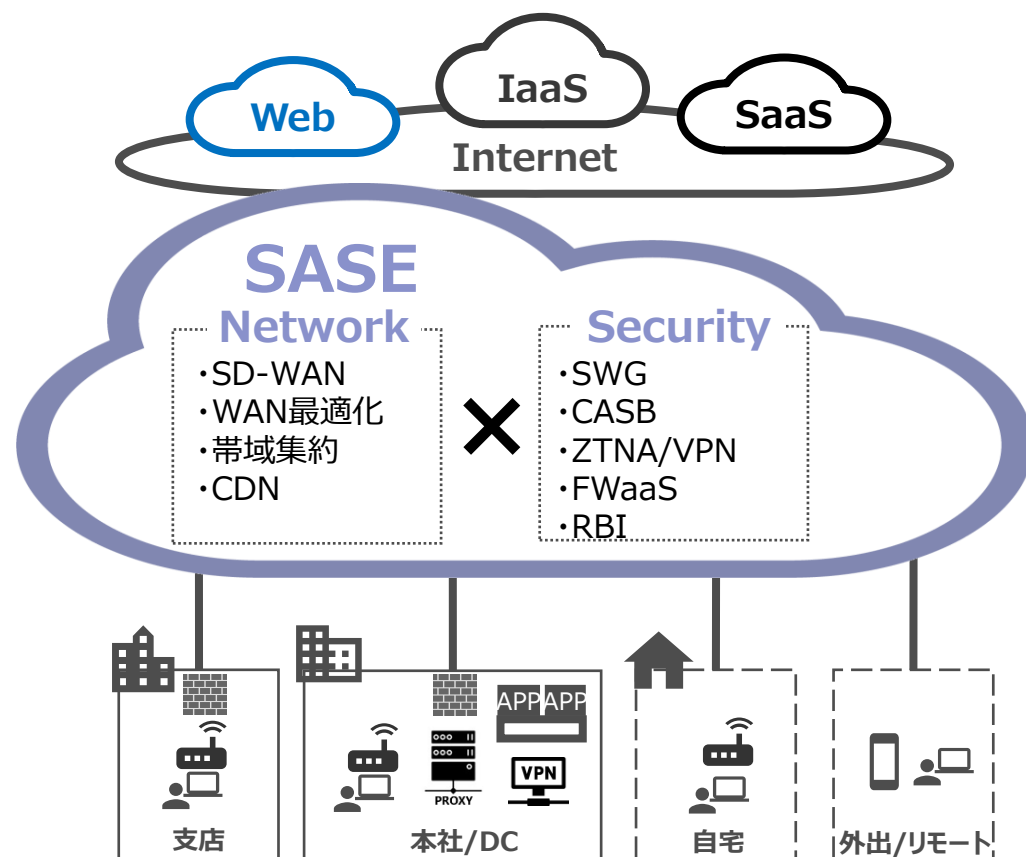 IaaS
Web
SaaS
Internet
SASE
Network
・SD-WAN
・WAN最適化
・帯域集約
・CDN
Security
・SWG
・CASB
・ZTNA/VPN
・FWaaS
・RBI
APP APP
VPN
PROXY
支店
本社/DC
自宅
外出/リモート